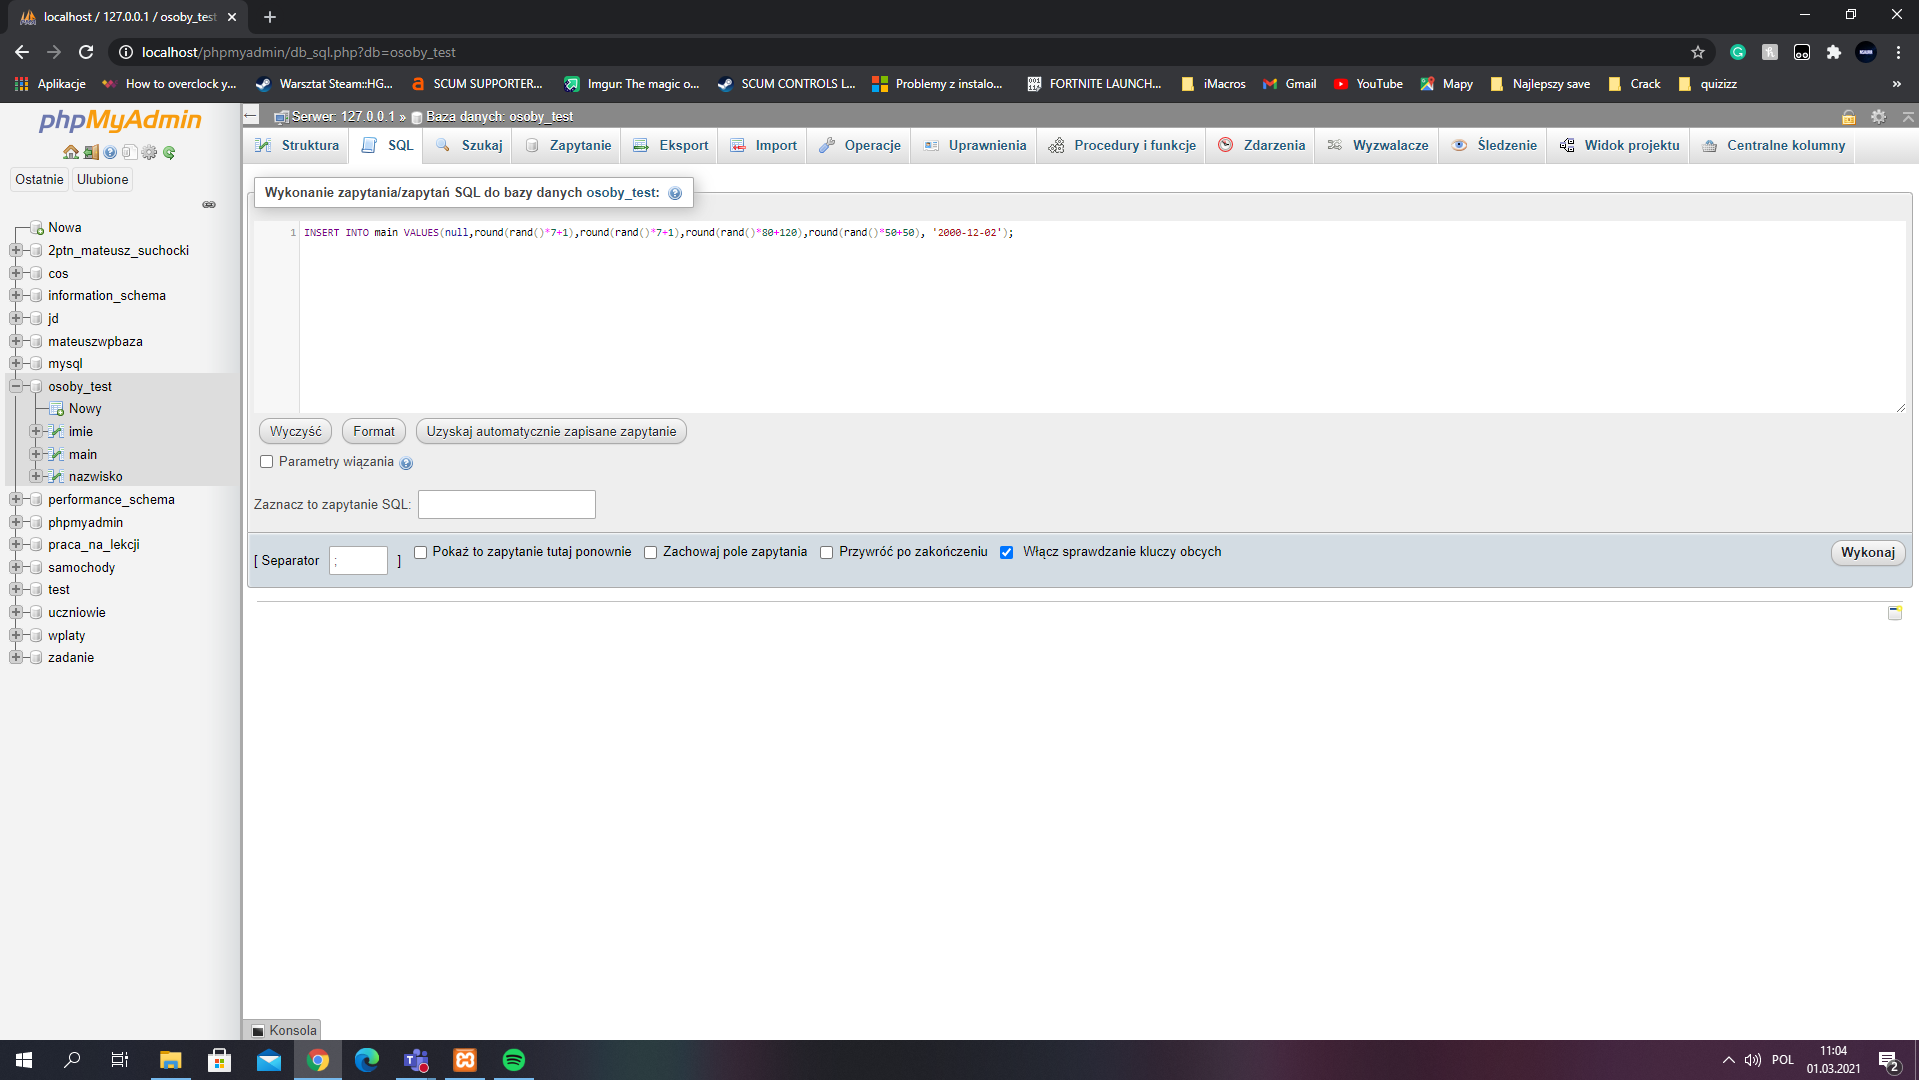 localhost / 127.0.0.1 / osoby_test
localhost/phpmyadmin/db_sql.php?db=osoby_test
Aplikacje
How to overclock y...
Warsztat Steam::HG...
SCUM SUPPORTER...
Imgur: The magic o...
SCUM CONTROLS L...
Problemy z instalo...
FORTNITE LAUNCH...
iMacros
Gmail
YouTube
Mapy
Najlepszy save
Crack
quizizz
»
phpMyAdmin
Ostatnie
Ulubione
Nowa
2ptn_mateusz_suchocki
cos
information_schema
jd
mateuszwpbaza
mysql
osoby_test
Nowy
imie
main
nazwisko
performance_schema
phpmyadmin
praca_na_lekcji
samochody
test
uczniowie
wplaty
zadanie
Serwer: 127.0.0.1 » Baza danych: osoby_test
Struktura
SQL
Szukaj
Zapytanie
Eksport
Import
Operacje
Uprawnienia
Procedury i funkcje
Zdarzenia
Wyzwalacze
Śledzenie
Widok projektu
Centralne kolumny
Wykonanie zapytania/zapytań SQL do bazy danych osoby_test:
1 INSERT INTO main VALUES(null,round(rand()*7+1),round(rand()*7+1),round(rand()*80+120),round(rand()*50+50), '2000-12-02');
Wyczyść
Format
Uzyskaj automatycznie zapisane zapytanie
Parametry wiązania
Zaznacz to zapytanie SQL:
[ Separator ; ]
Pokaż to zapytanie tutaj ponownie
Zachowaj pole zapytania
Przywróć po zakończeniu
Włącz sprawdzanie kluczy obcych
Wykonaj
Konsola
POL
11:04
01.03.2021
2